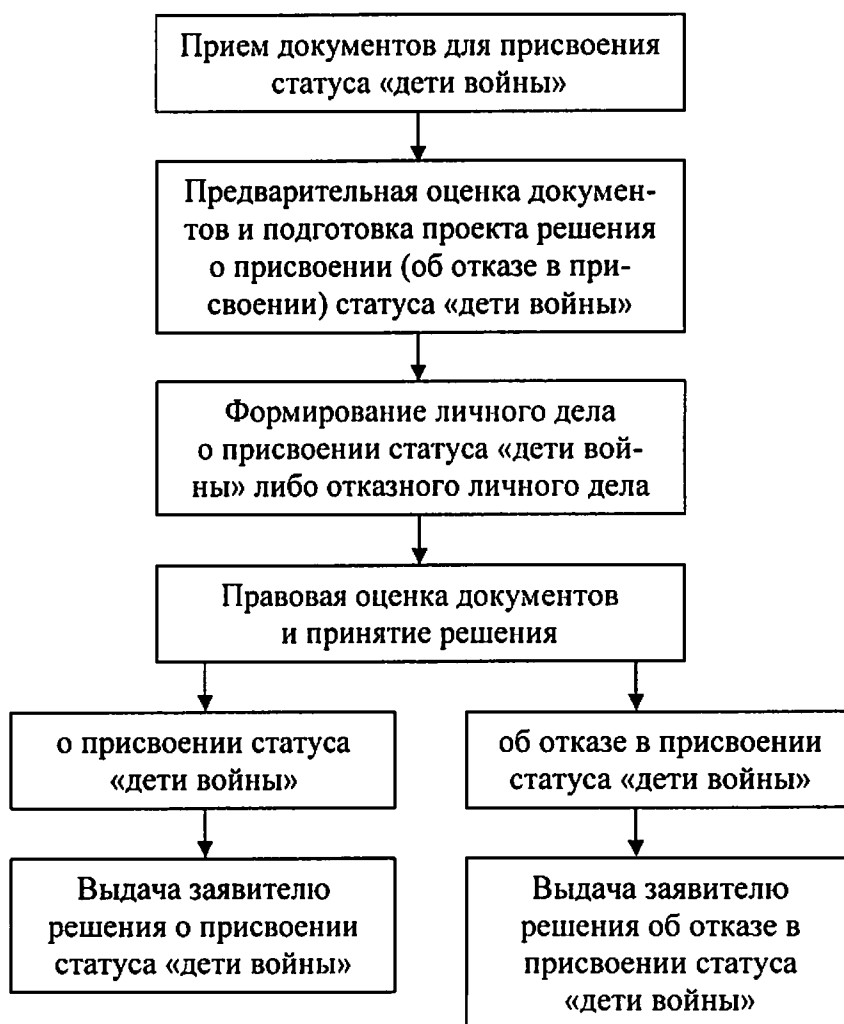 Прием документов для присвоения
статуса «дети войны»
Предварительная оценка докумен-
тов и подготовка проекта решения
о присвоении (об отказе в при-
своении) статуса «дети войны»
Формирование личного дела
о присвоении статуса «дети вой-
ны» либо отказного личного дела
Правовая оценка документов
и принятие решения
о присвоении статуса
«дети войны»
об отказе в присвоении
статуса «дети войны»
Выдача заявителю
решения о присвоении
статуса «дети войны»
Выдача заявителю
решения об отказе в
присвоении статуса
«дети войны»